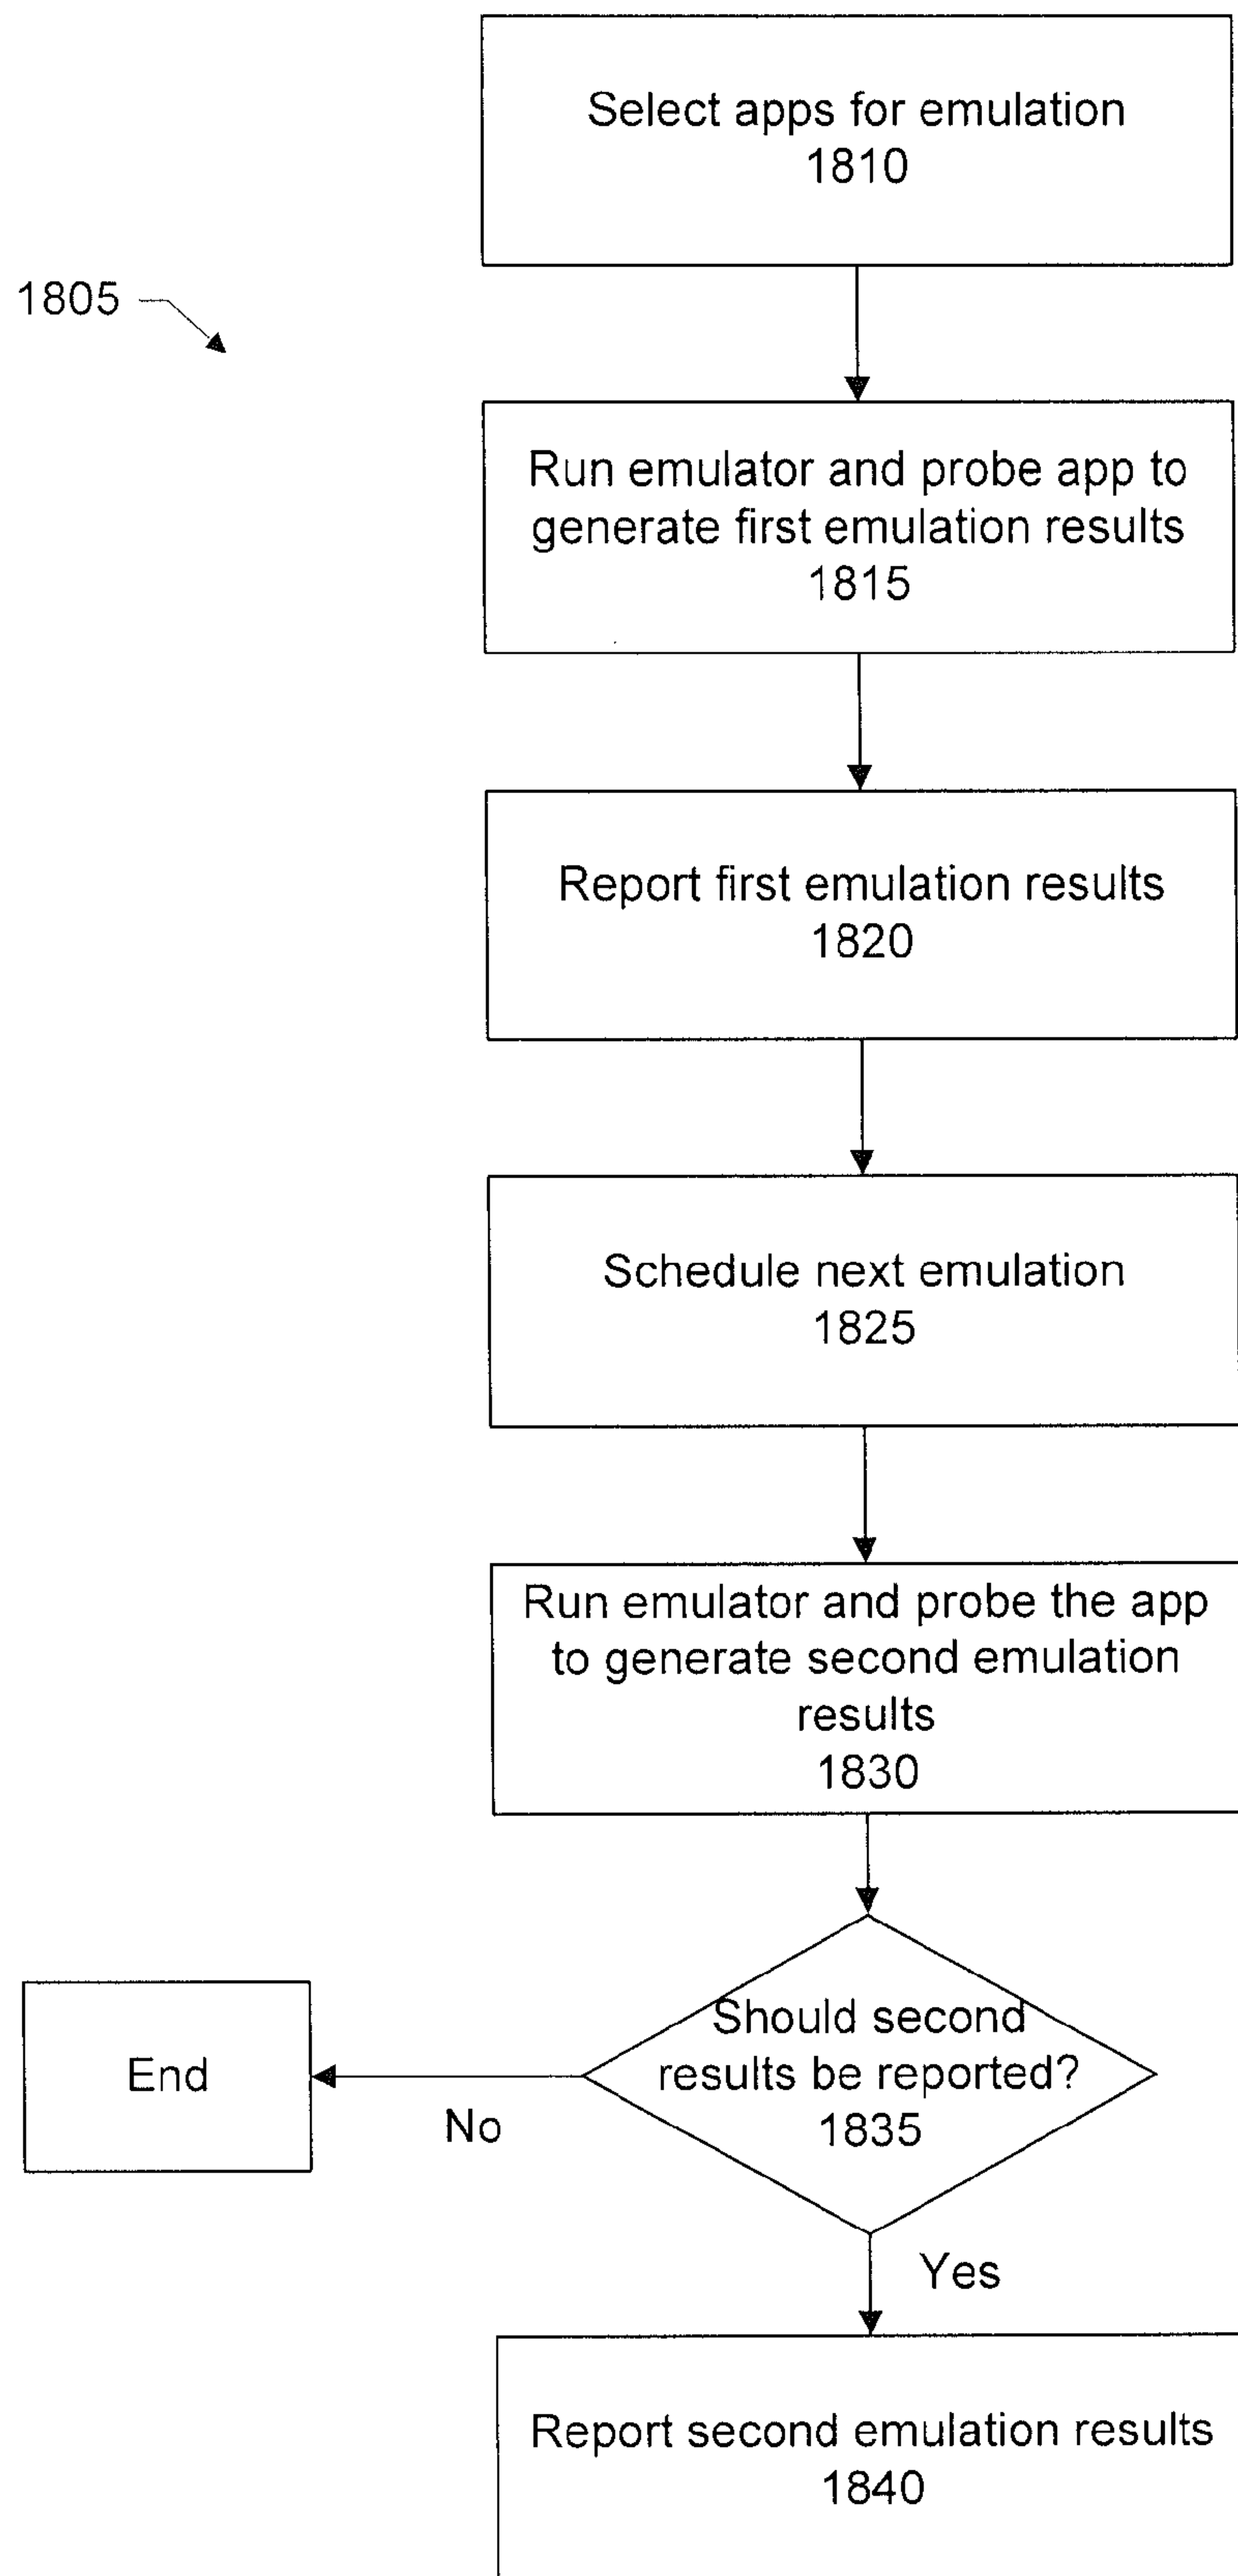 Select apps for emulation
1810
1805
Run emulator and probe app to
generate first emulation results
1815
Report first emulation results
1820
Schedule next emulation
1825
Run emulator and probe the app
to generate second emulation
results
1830
Should second
results be reported?
1835
End
No
Yes
Report second emulation results
1840